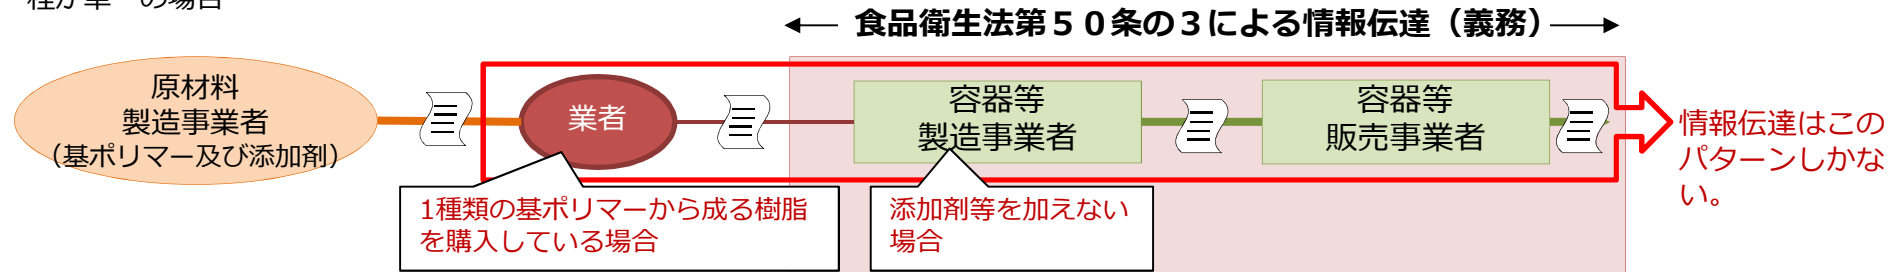 食品衛生法第５０条の３による情報伝達（義務）
原材料
製造事業者
（基ポリマー及び添加剤）
業者
容器等
製造事業者
容器等
販売事業者
情報伝達はこの
パターンしかな
い。
1種類の基ポリマーから成る樹脂
を購入している場合
添加剤等を加えない
場合